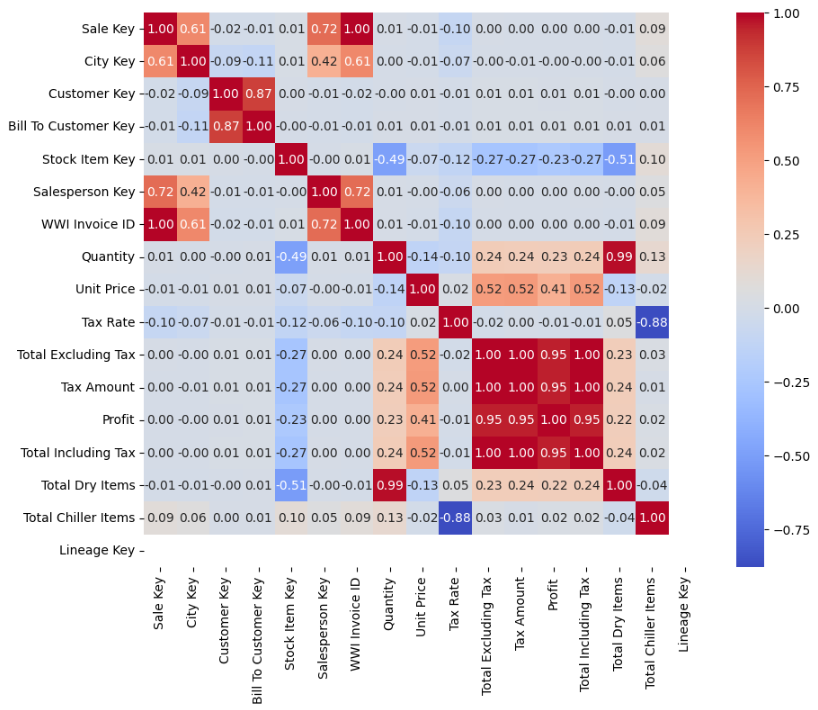 Sale Key 1.00 0.61 -0.02 -0.01 0.01 0.72 1.00 0.01 -0.01 -0.10 0.00 0.00 0.00 0.00 -0.01 0.09
City Key 0.61 1.00 -0.09 -0.11 0.01 0.42 0.61 0.00 -0.01 -0.07 -0.00 -0.01 -0.00 -0.00 -0.01 0.06
Customer Key -0.02 -0.09 1.00 0.87 0.00 -0.01 -0.02 -0.00 0.01 -0.01 0.01 0.01 0.01 0.01 -0.00 0.00
Bill To Customer Key -0.01 -0.11 0.87 1.00 -0.00 -0.01 -0.01 0.01 0.01 -0.01 0.01 0.01 0.01 0.01 0.01 0.01
Stock Item Key 0.01 0.01 0.00 -0.00 1.00 -0.00 0.01 -0.49 -0.07 -0.12 -0.27 -0.27 -0.23 -0.27 -0.51 0.10
Salesperson Key 0.72 0.42 -0.01 -0.01 -0.00 1.00 0.72 0.01 -0.00 -0.06 0.00 0.00 0.00 0.00 -0.00 0.05
WWI Invoice ID 1.00 0.61 -0.02 -0.01 0.01 0.72 1.00 0.01 -0.01 -0.10 0.00 0.00 0.00 0.00 -0.01 0.09
Quantity 0.01 0.00 -0.00 0.01 -0.49 0.01 0.01 1.00 -0.14 -0.10 0.24 0.24 0.23 0.24 0.99 0.13
Unit Price -0.01 -0.01 0.01 0.01 -0.07 -0.00 -0.01 -0.14 1.00 0.02 0.52 0.52 0.41 0.52 -0.13 -0.02
Tax Rate -0.10 -0.07 -0.01 -0.01 -0.12 -0.06 -0.10 -0.10 0.02 1.00 -0.02 0.00 -0.01 -0.01 0.05 -0.88
Total Excluding Tax 0.00 -0.00 0.01 0.01 -0.27 0.00 0.00 0.24 0.52 -0.02 1.00 1.00 0.95 1.00 0.23 0.03
Tax Amount 0.00 -0.01 0.01 0.01 -0.27 0.00 0.00 0.24 0.52 0.00 1.00 1.00 0.95 1.00 0.24 0.01
Profit 0.00 -0.00 0.01 0.01 -0.23 0.00 0.00 0.23 0.41 -0.01 0.95 0.95 1.00 0.95 0.22 0.02
Total Including Tax 0.00 -0.00 0.01 0.01 -0.27 0.00 0.00 0.24 0.52 -0.01 1.00 1.00 0.95 1.00 0.24 0.02
Total Dry Items -0.01 -0.01 -0.00 0.01 -0.51 -0.00 -0.01 0.99 -0.13 0.05 0.23 0.24 0.22 0.24 1.00 -0.04
Total Chiller Items 0.09 0.06 0.00 0.01 0.10 0.05 0.09 0.13 -0.02 -0.88 0.03 0.01 0.02 0.02 -0.04 1.00
Lineage Key
Sale Key
City Key
Customer Key
Bill To Customer Key
Stock Item Key
Salesperson Key
WWI Invoice ID
Quantity
Unit Price
Tax Rate
Total Excluding Tax
Tax Amount
Profit
Total Including Tax
Total Dry Items
Total Chiller Items
Lineage Key
1.00
0.75
0.50
0.25
0.00
−0.25
−0.50
−0.75